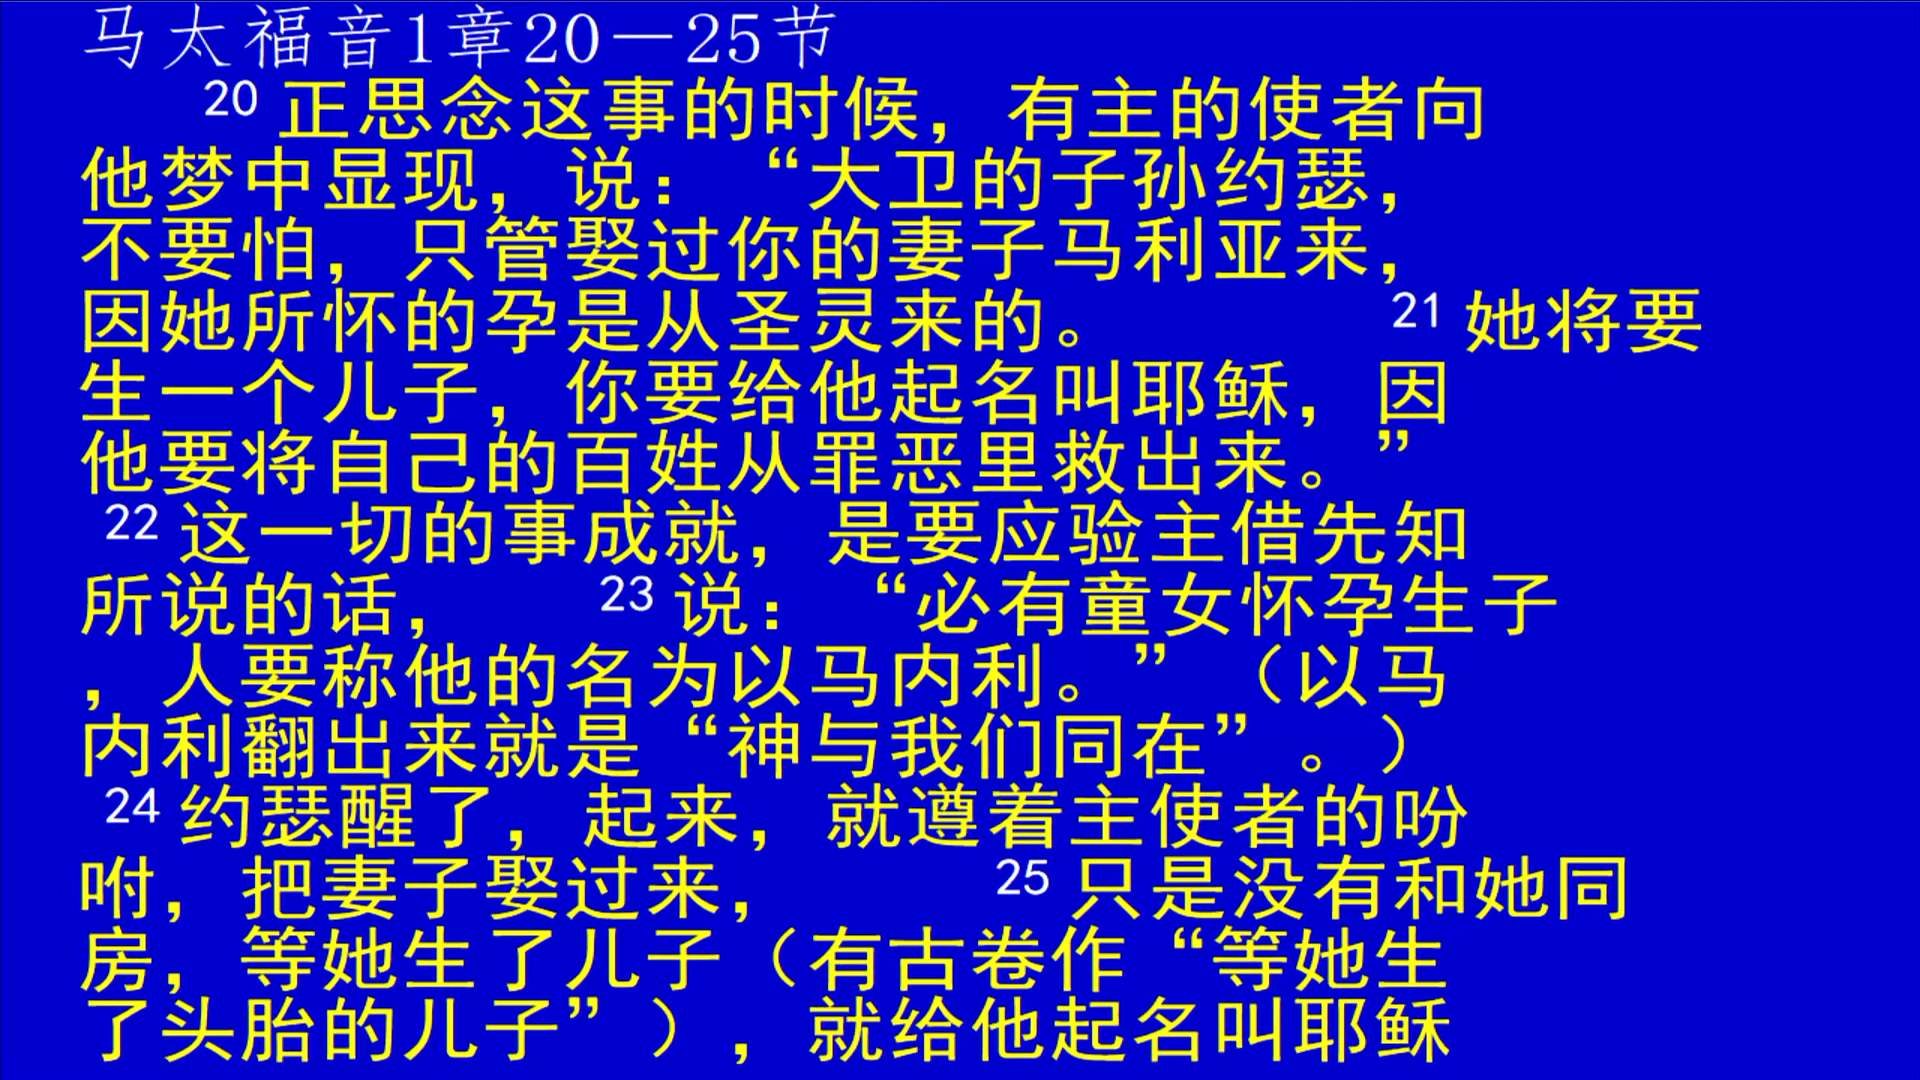 马太福音1章20－25节
20 正思念这事的时候，有主的使者向
他梦中显现，说：“大卫的子孙约瑟，
不要怕，只管娶过你的妻子马利亚来，
因她所怀的孕是从圣灵来的。 21 她将要
生一个儿子，你要给他起名叫耶稣，因
他要将自己的百姓从罪恶里救出来。”
22 这一切的事成就，是要应验主借先知
所说的话， 23 说：“必有童女怀孕生子
，人要称他的名为以马内利。”（以马
内利翻出来就是“神与我们同在”。）
24 约瑟醒了，起来，就遵着主使者的吩
咐，把妻子娶过来， 25 只是没有和她同
房，等她生了儿子（有古卷作“等她生
了头胎的儿子”），就给他起名叫耶稣